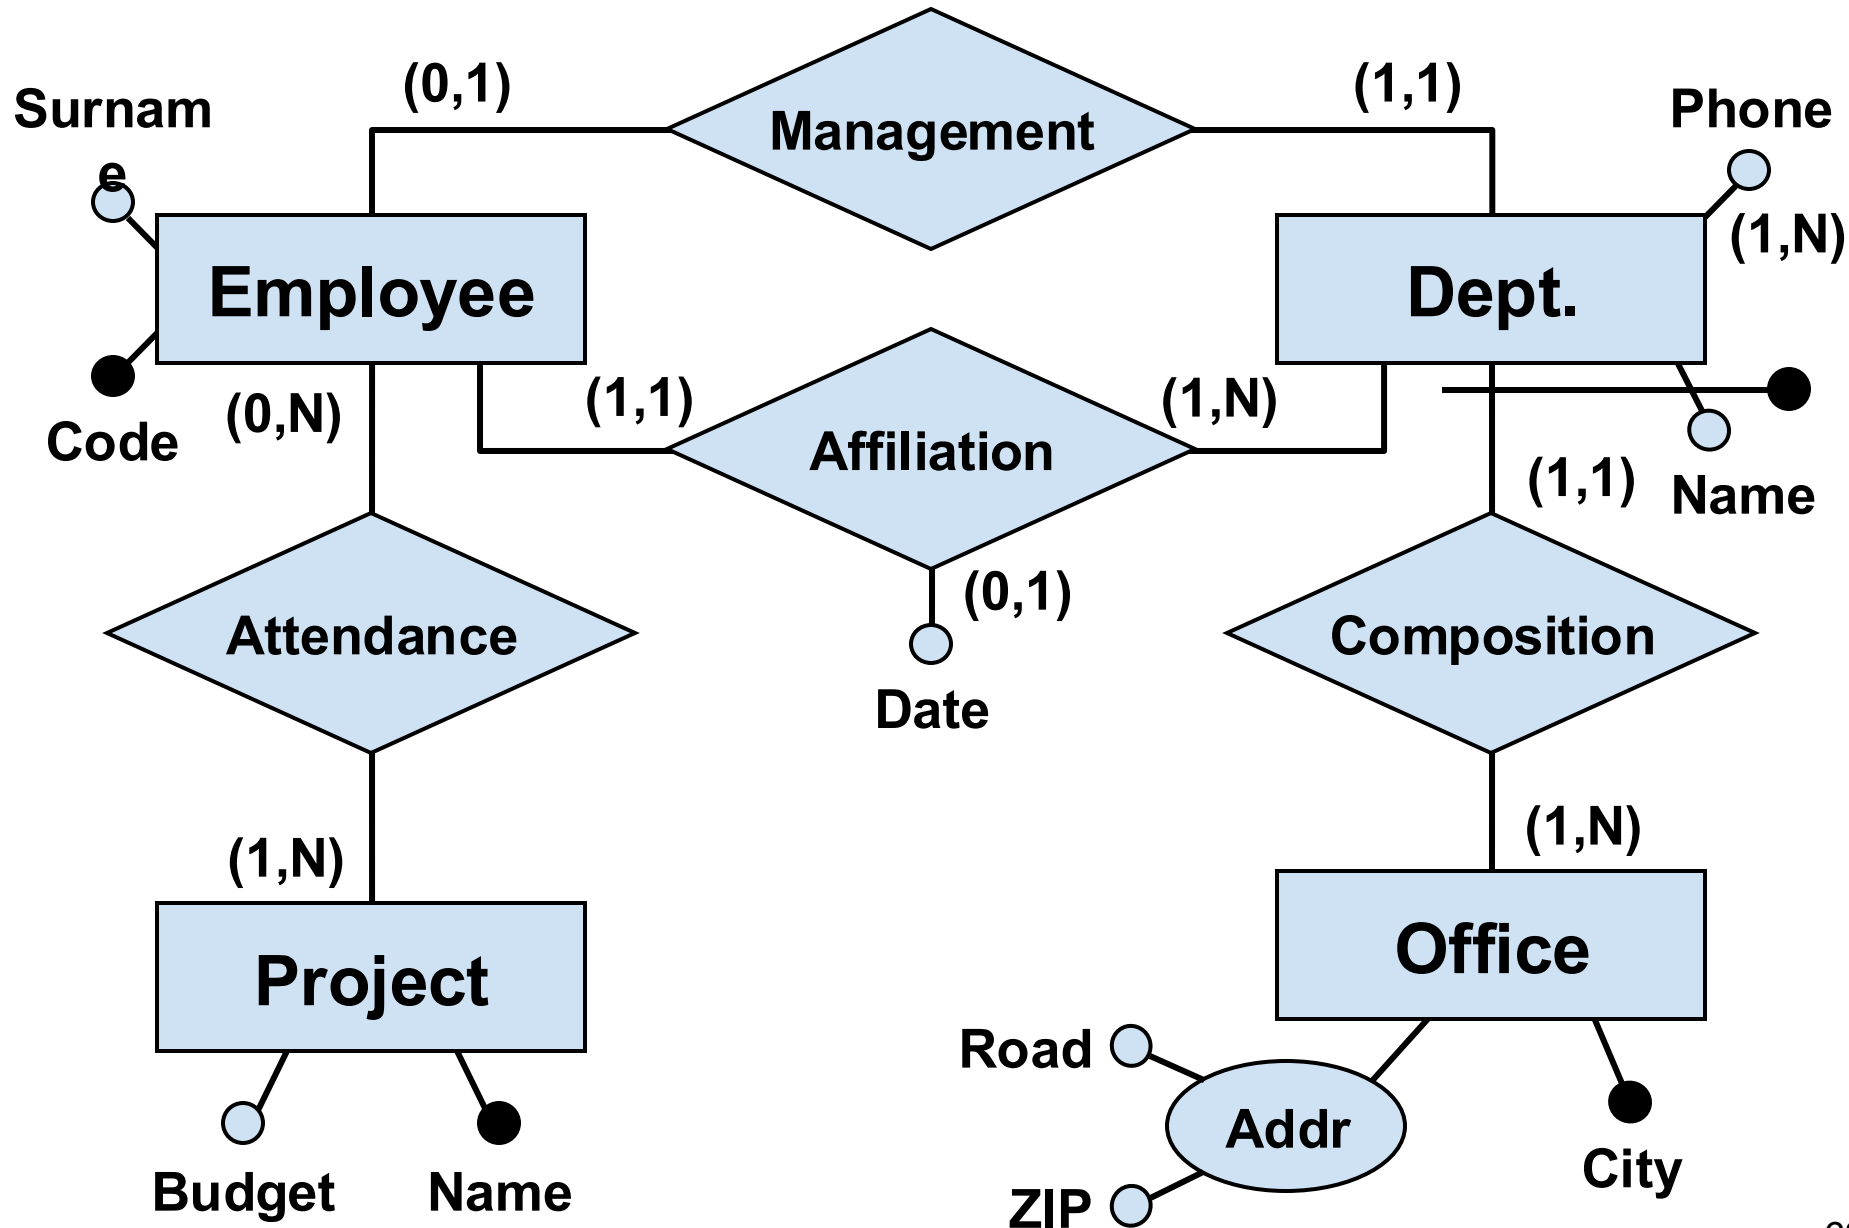 (0,1)
(1,1)
Surnam
e
Phone
Management
(1,N)
Employee
Dept.
(1,1)
(1,N)
(0,N)
Code
Affiliation
(1,1)
Name
(0,1)
Attendance
Composition
Date
(1,N)
(1,N)
Office
Project
Road
Addr
City
Budget
Name
ZIP